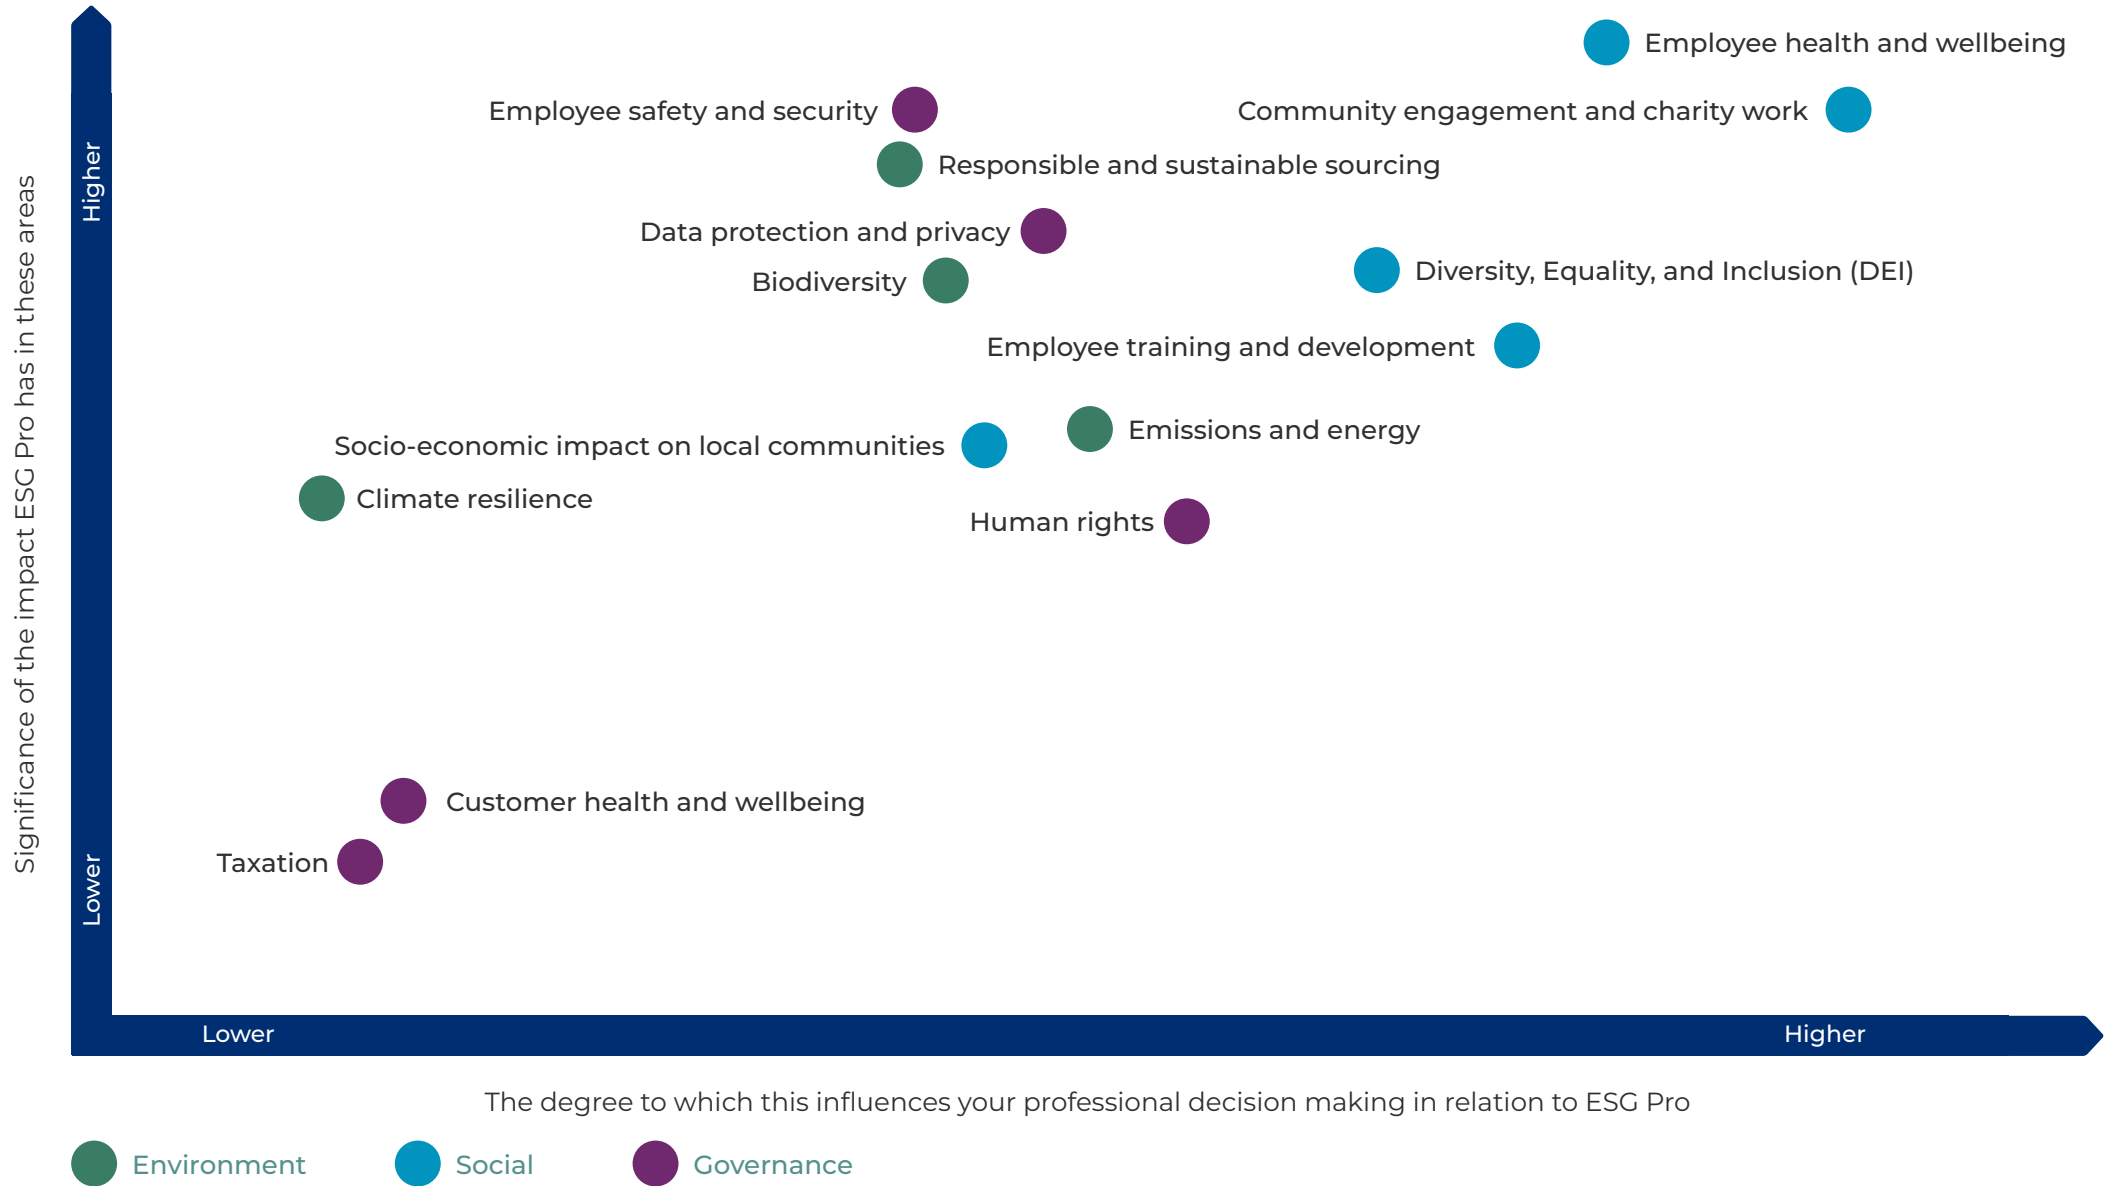 Significance of the impact ESG Pro has in these areas
Higher
Lower
Employee health and wellbeing
Employee safety and security
Community engagement and charity work
Responsible and sustainable sourcing
Data protection and privacy
Diversity, Equality, and Inclusion (DEI)
Biodiversity
Employee training and development
Emissions and energy
Socio-economic impact on local communities
Climate resilience
Human rights
Customer health and wellbeing
Taxation
Lower
Higher
The degree to which this influences your professional decision making in relation to ESG Pro
Environment
Social
Governance